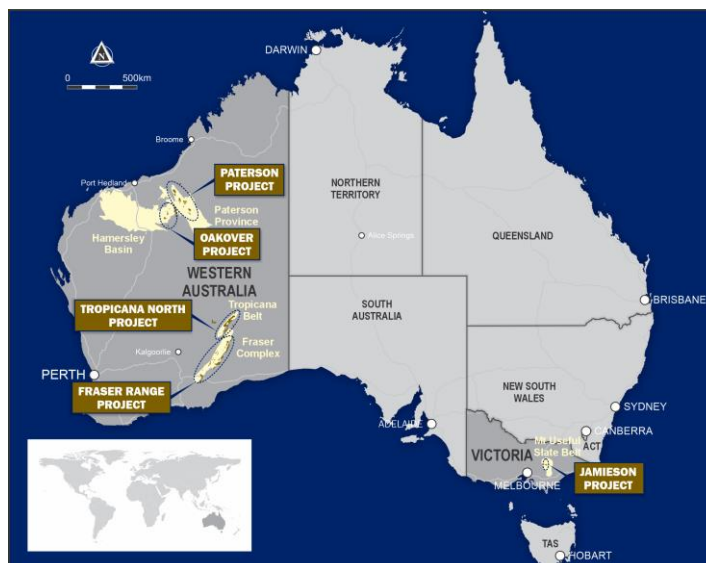 DARWIN
N
0 500km
Broome
Port Hedland
PATERSON
PROJECT
NORTHERN
TERRITORY
Paterson
Province
Hamersley
Basin
OAKOVER
PROJECT
Alice Springs
QUEENSLAND
WESTERN
AUSTRALIA
Tropicana
Belt
TROPICANA NORTH
PROJECT
SOUTH
AUSTRALIA
BRISBANE
Kalgoorlie
Fraser
Complex
PERTH
FRASER RANGE
PROJECT
NEW SOUTH
WALES
SYDNEY
ADELAIDE
CANBERRA
ACT
Mt Useful
Slate Belt
VICTORIA
MELBOURNE
JAMIESON
PROJECT
TAS
HOBART